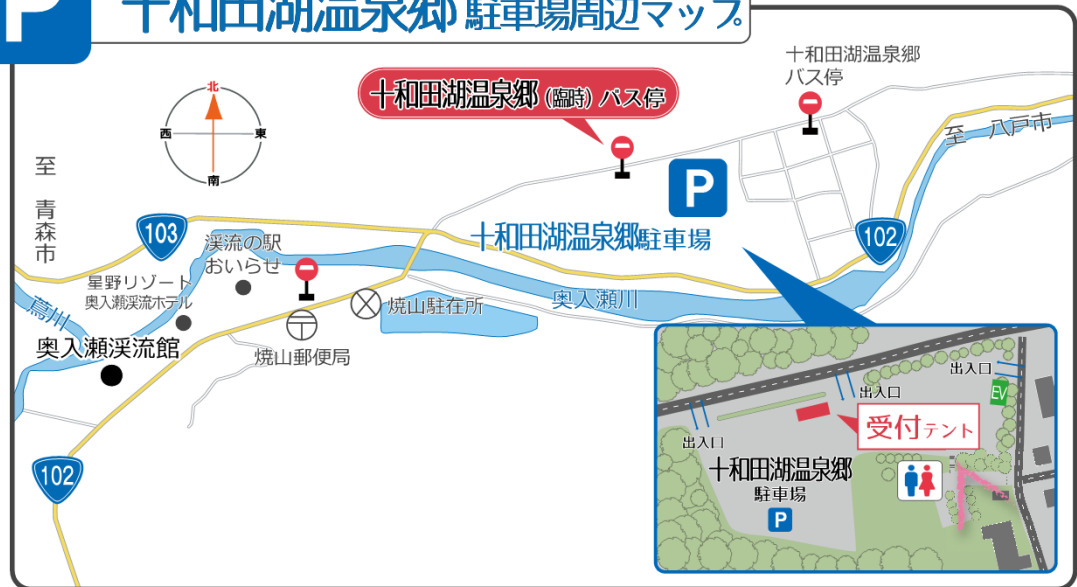 P
十和田湖温泉郷 駐車場周辺マップ
十和田湖温泉郷
バス停
十和田湖温泉郷 (臨時) バス停
北
西
東
南
至 八戸市
至 青森市
P
十和田湖温泉郷駐車場
103
102
渓流の駅
おいらせ
星野リゾート
奥入瀬渓流ホテル
蔦川
奥入瀬川
焼山駐在所
奥入瀬渓流館
焼山郵便局
102
出入口
EV
出入口
受付テント
出入口
十和田湖温泉郷
駐車場
P